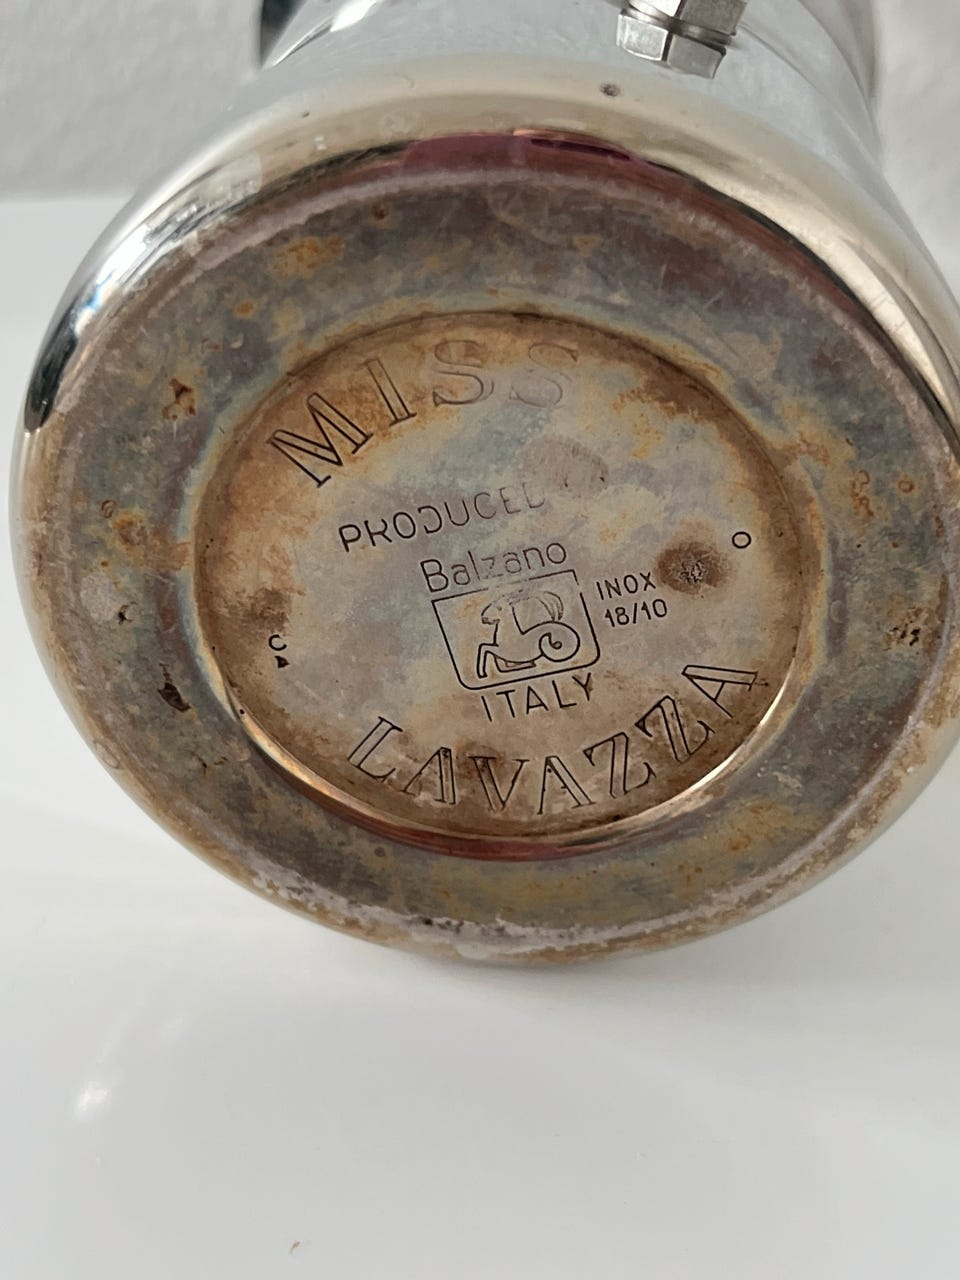 MISS
PRODUCED
Balzano
INOX
18/10
ITALY
LAVAZZA